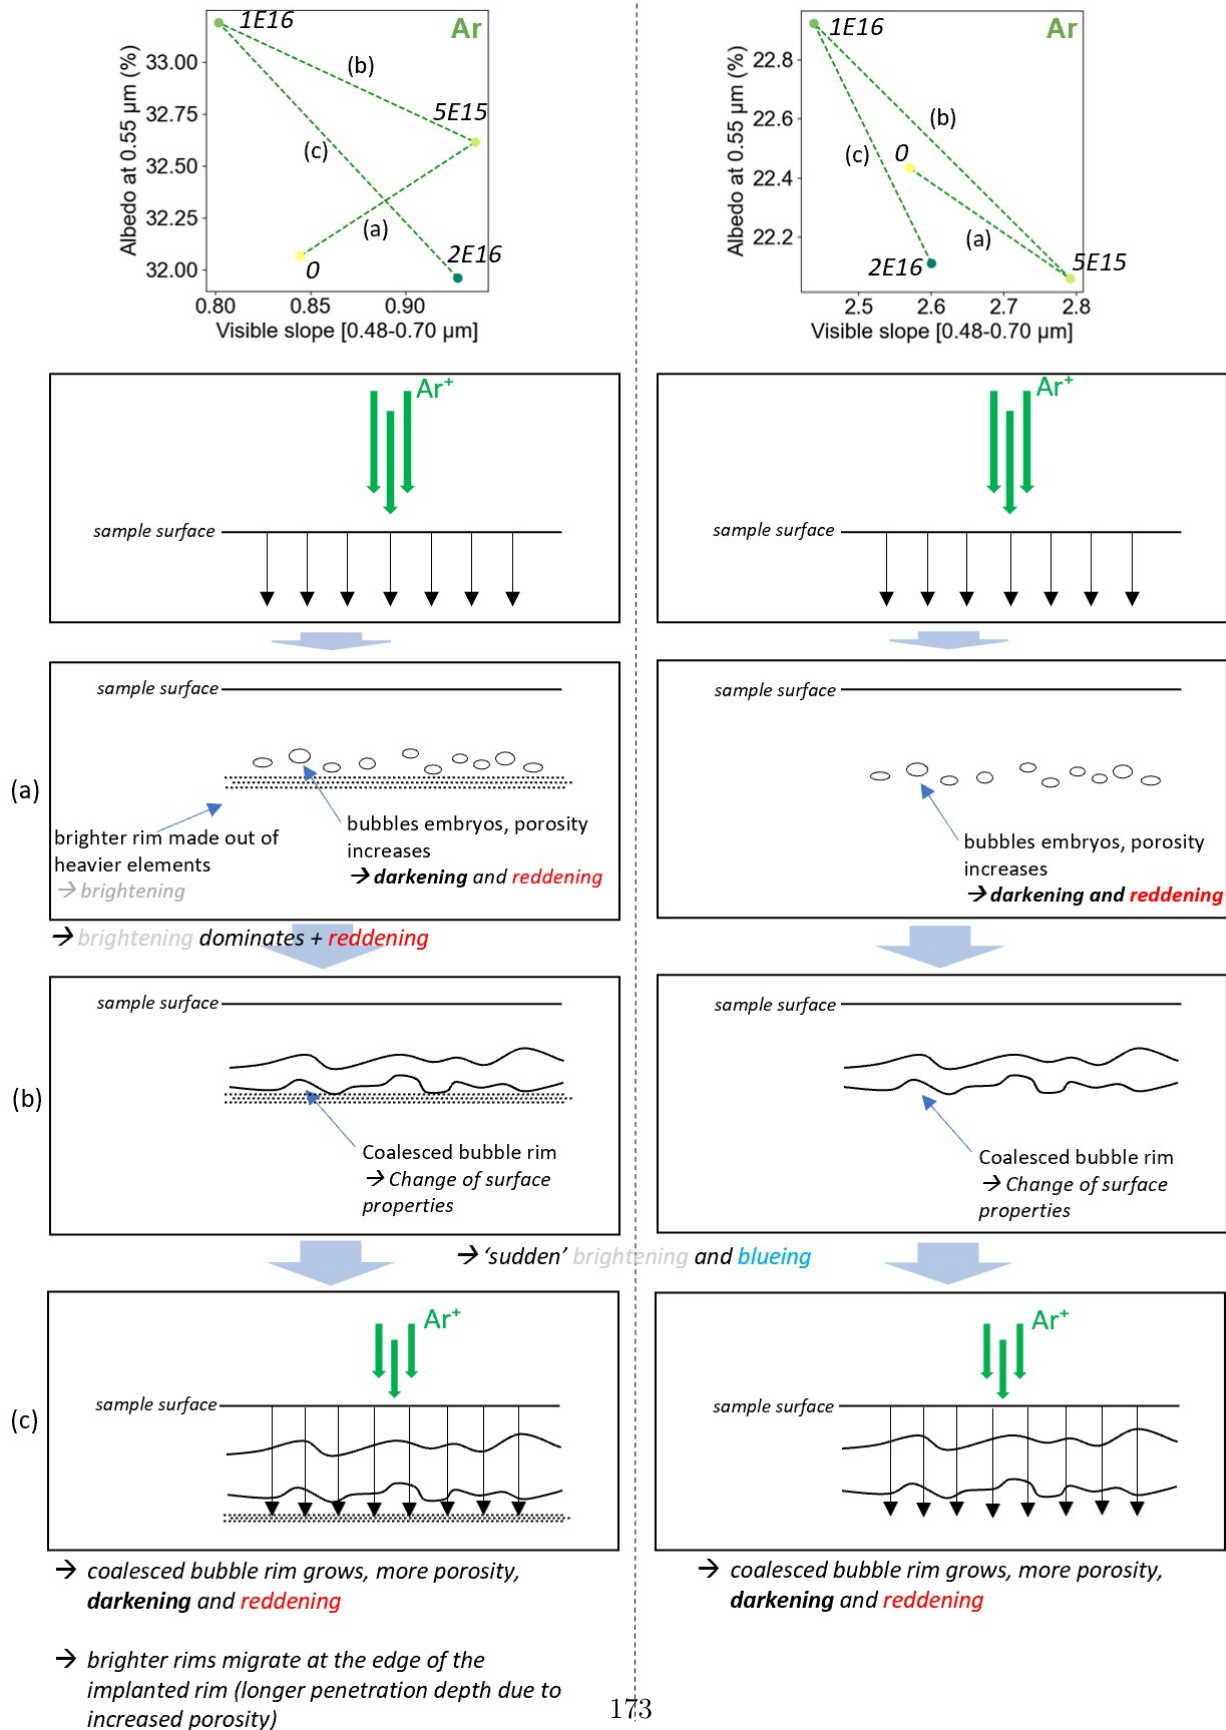 1E16
Ar
33.00
32.75
32.50
32.25
32.00
Albedo at 0.55 µm (%)
(b)
5E15
(c)
(a)
2E16
0
0.80
0.85
0.90
Visible slope [0.48-0.70 µm]
1E16
Ar
22.8
22.6
22.4
22.2
Albedo at 0.55 µm (%)
(b)
0
(c)
(a)
2E16
5E15
2.5
2.6
2.7
2.8
Visible slope [0.48-0.70 µm]
Ar⁺
sample surface
Ar⁺
sample surface
(a)
sample surface
brighter rim made out of
heavier elements
→ brightening
bubbles embryos, porosity
increases
→ darkening and reddening
→ brightening dominates + reddening
sample surface
bubbles embryos, porosity
increases
→ darkening and reddening
(b)
sample surface
Coalesced bubble rim
→ Change of surface
properties
sample surface
Coalesced bubble rim
→ Change of surface
properties
→ ‘sudden’ brightening and blueing
(c)
Ar⁺
sample surface
→ coalesced bubble rim grows, more porosity,
darkening and reddening
→ brighter rims migrate at the edge of the
implanted rim (longer penetration depth due to
increased porosity)
Ar⁺
sample surface
→ coalesced bubble rim grows, more porosity,
darkening and reddening
173